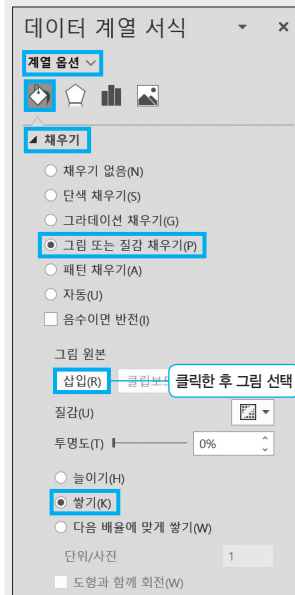 데이터 계열 서식
계열 옵션
채우기
채우기 없음(N)
단색 채우기(S)
그라데이션 채우기(G)
그림 또는 질감 채우기(P)
패턴 채우기(A)
자동(U)
음수이면 반전(I)
그림 원본
삽입(R) 클릭한 후 그림 선택
질감(U)
투명도(T) 0%
늘이기(H)
쌓기(K)
다음 배율에 맞게 쌓기(W)
단위/사진 1
도형과 함께 회전(W)